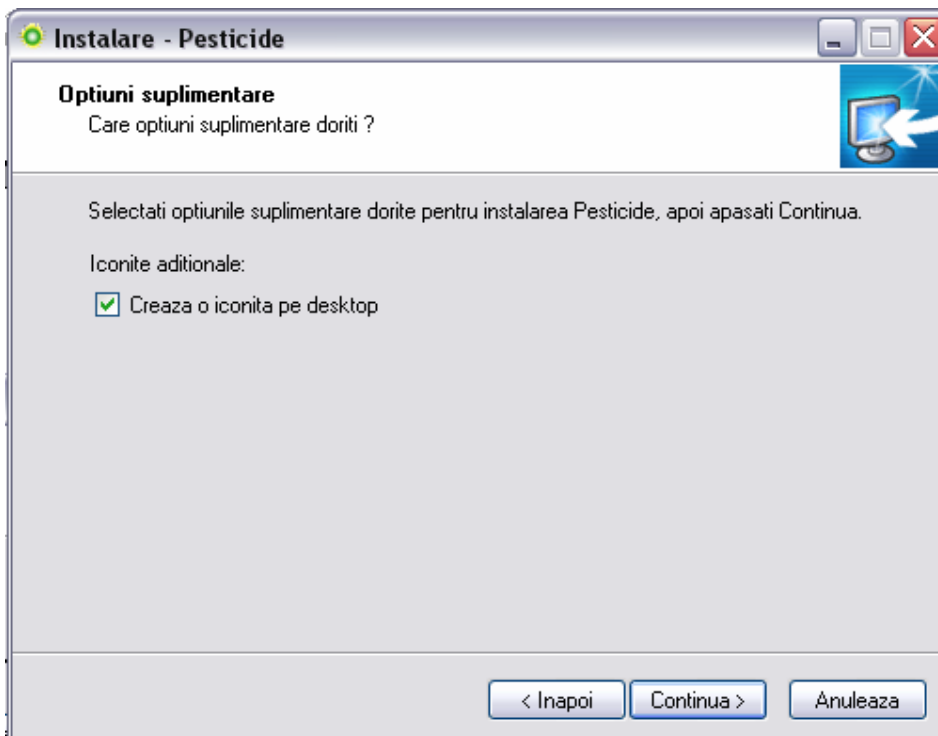 Instalare - Pesticide
Optiuni suplimentare
Care optiuni suplimentare doriti ?
Selectati optiunile suplimentare dorite pentru instalarea Pesticide, apoi apasati Continua.
Iconite aditionale:
Creaza o iconita pe desktop
< Inapoi Continua > Anuleaza